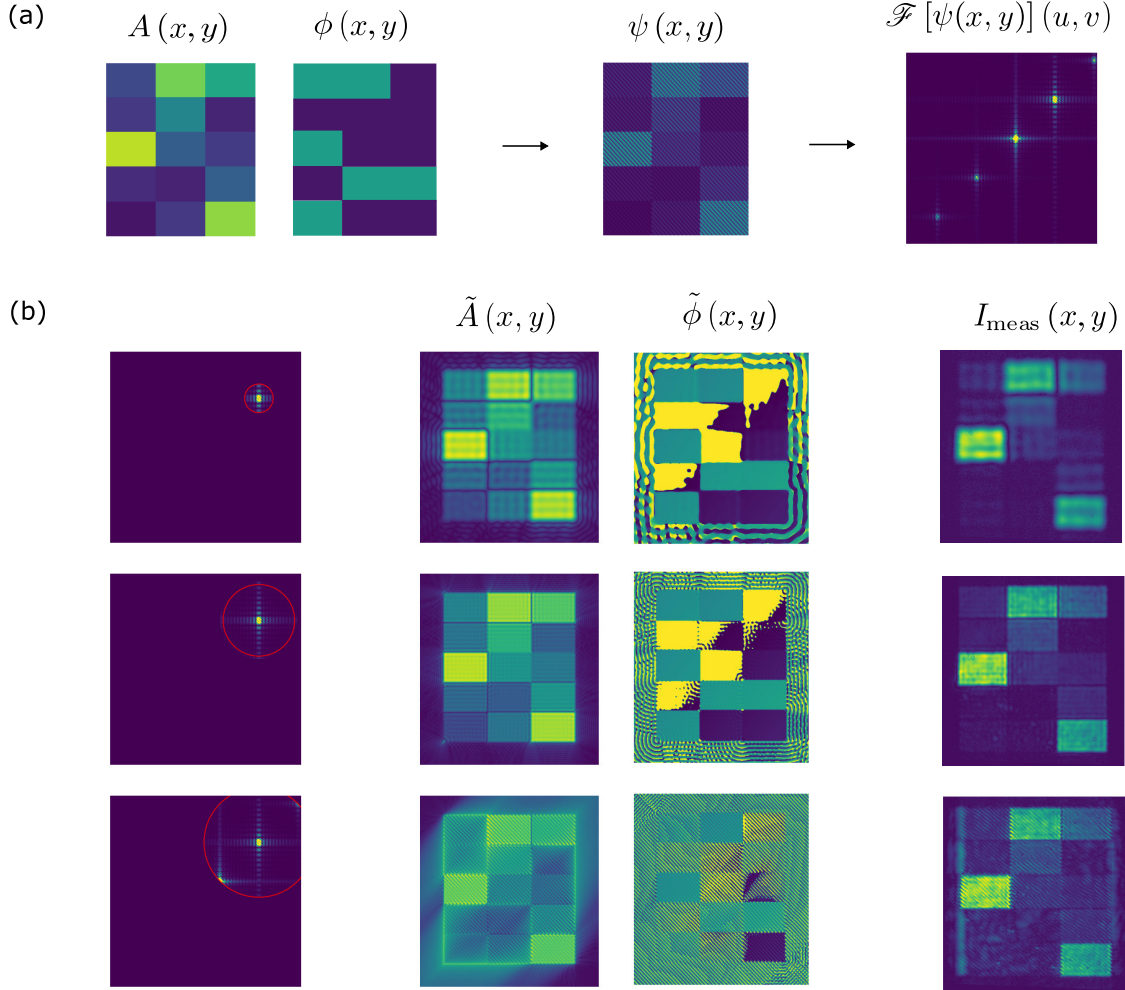 (a)
A (x, y)
ϕ (x, y)
ψ (x, y)
ℱ [ψ(x, y)] (u, v)
(b)
Ã (x, y)
ϕ̃ (x, y)
I_meas (x, y)